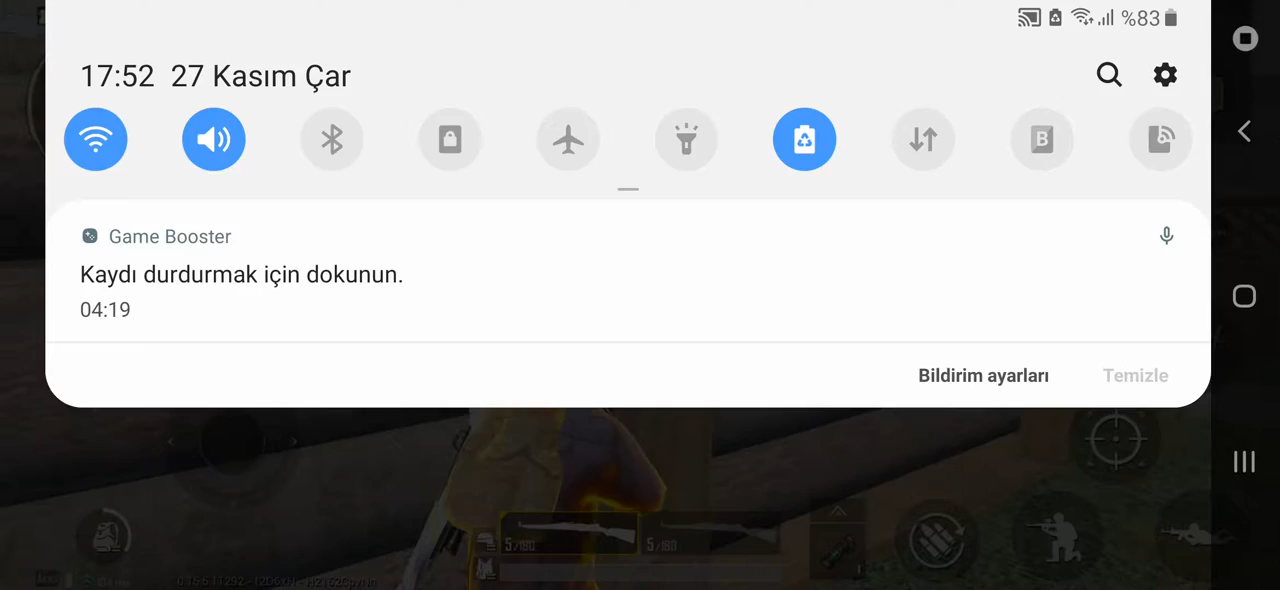 %83
17:52 27 Kasım Çar
B
Game Booster
Kaydı durdurmak için dokunun.
04:19
Bildirim ayarları Temizle
5/180 5/180